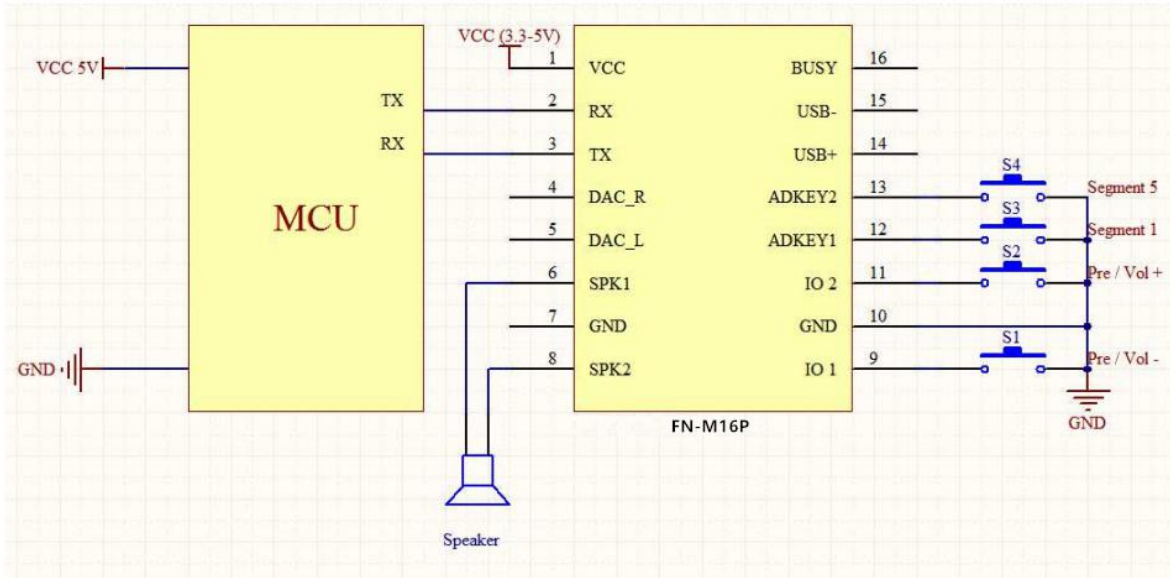 VCC 5V
TX
RX
MCU
GND
VCC (3.3-5V)
1 VCC
2 RX
3 TX
4 DAC_R
5 DAC_L
6 SPK1
7 GND
8 SPK2
BUSY 16
USB- 15
USB+ 14
ADKEY2 13
ADKEY1 12
IO 2 11
GND 10
IO 1 9
FN-M16P
S4
Segment 5
S3
Segment 1
S2
Pre / Vol +
S1
Pre / Vol -
GND
Speaker